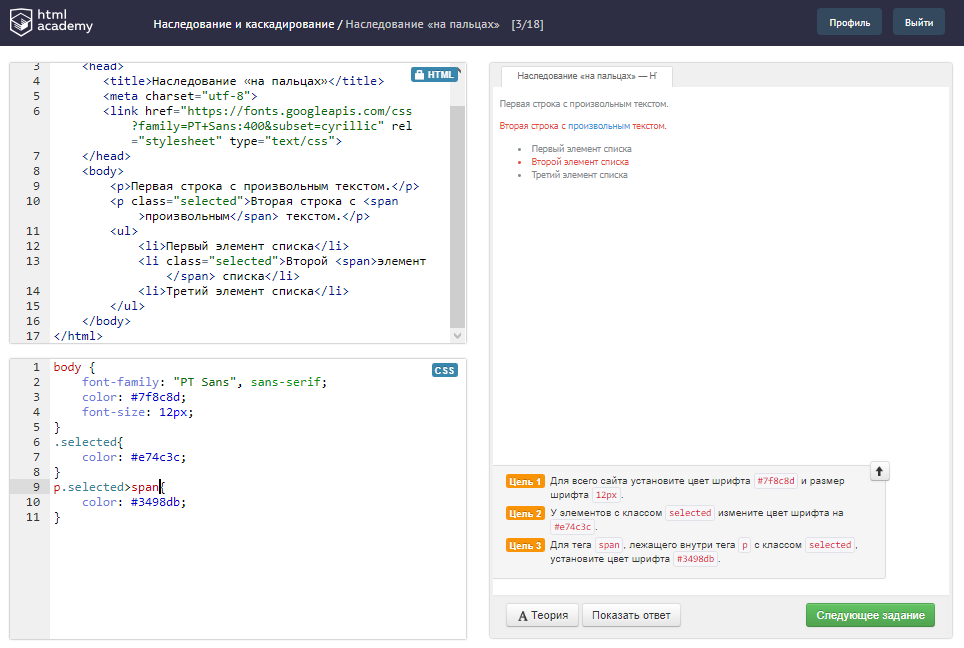 html
academy
Наследование и каскадирование / Наследование «на пальцах» [3/18]
Профиль
Выйти
HTML
3 <head>
4 <title>Наследование «на пальцах»</title>
5 <meta charset="utf-8">
6 <link href="https://fonts.googleapis.com/css
?family=PT+Sans:400&subset=cyrillic" rel
="stylesheet" type="text/css">
7 </head>
8 <body>
9 <p>Первая строка с произвольным текстом.</p>
10 <p class="selected">Вторая строка с <span
>произвольным</span> текстом.</p>
11 <ul>
12 <li>Первый элемент списка</li>
13 <li class="selected">Второй <span>элемент
</span> списка</li>
14 <li>Третий элемент списка</li>
15 </ul>
16 </body>
17 </html>
CSS
1 body {
2 font-family: "PT Sans", sans-serif;
3 color: #7f8c8d;
4 font-size: 12px;
5 }
6 .selected{
7 color: #e74c3c;
8 }
9 p.selected>span{
10 color: #3498db;
11 }
Наследование «на пальцах» — H
Первая строка с произвольным текстом.
Вторая строка с произвольным текстом.
Первый элемент списка
Второй элемент списка
Третий элемент списка
Цель 1 Для всего сайта установите цвет шрифта #7f8c8d и размер
шрифта 12px.
Цель 2 У элементов с классом selected измените цвет шрифта на
#e74c3c.
Цель 3 Для тега span, лежащего внутри тега p с классом selected,
установите цвет шрифта #3498db.
A Теория
Показать ответ
Следующее задание